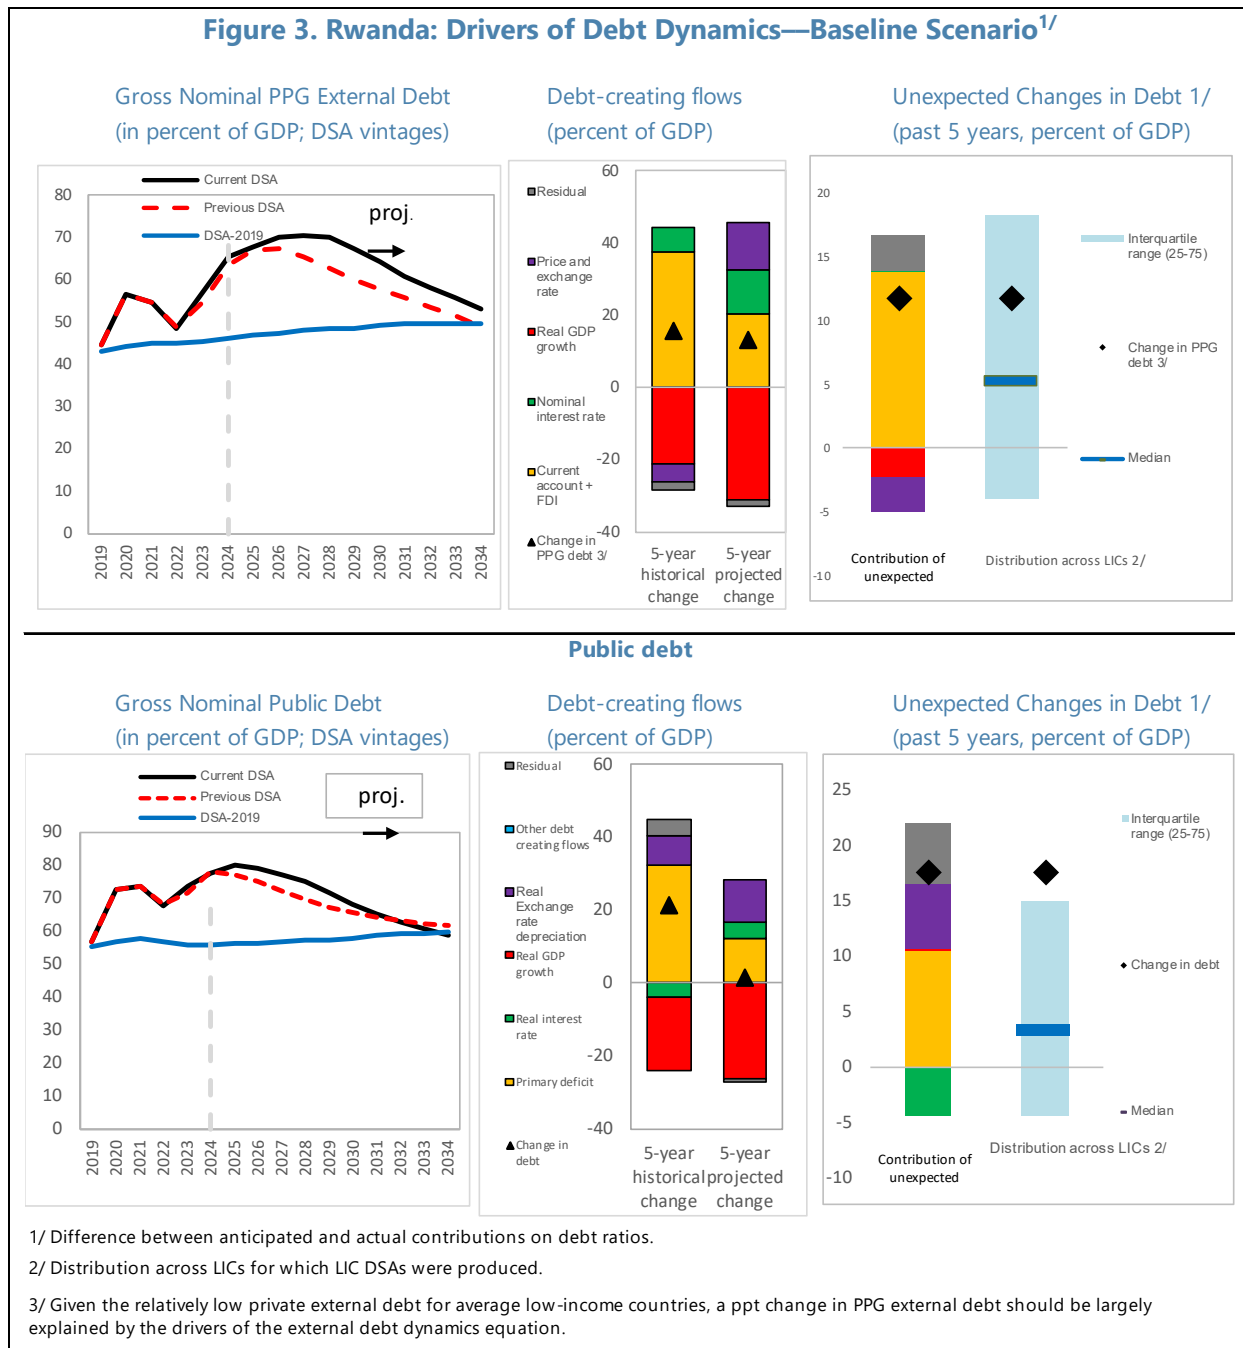 Figure 3. Rwanda: Drivers of Debt Dynamics—Baseline Scenario1/
Gross Nominal PPG External Debt
(in percent of GDP; DSA vintages)
Current DSA
Previous DSA
DSA-2019
proj.
80
70
60
50
40
30
20
10
0
2019
2020
2021
2022
2023
2024
2025
2026
2027
2028
2029
2030
2031
2032
2033
2034
Debt-creating flows
(percent of GDP)
Residual
Price and
exchange
rate
Real GDP
growth
Nominal
interest rate
Current
account +
FDI
Change in
PPG debt 3/
60
40
20
0
-20
-40
5-year
historical
change
5-year
projected
change
Unexpected Changes in Debt 1/
(past 5 years, percent of GDP)
20
15
10
5
0
-5
-10
Contribution of
unexpected
Distribution across LICs 2/
Interquartile
range (25-75)
Change in PPG
debt 3/
Median
Public debt
Gross Nominal Public Debt
(in percent of GDP; DSA vintages)
Current DSA
Previous DSA
DSA-2019
proj.
90
80
70
60
50
40
30
20
10
0
2019
2020
2021
2022
2023
2024
2025
2026
2027
2028
2029
2030
2031
2032
2033
2034
Debt-creating flows
(percent of GDP)
Residual
Other debt
creating flows
Real
Exchange
rate
depreciation
Real GDP
growth
Real interest
rate
Primary deficit
Change in
debt
60
40
20
0
-20
-40
5-year
historical
change
5-year
projected
change
Unexpected Changes in Debt 1/
(past 5 years, percent of GDP)
25
20
15
10
5
0
-5
-10
Contribution of
unexpected
Distribution across LICs 2/
Interquartile
range (25-75)
Change in debt
Median
1/ Difference between anticipated and actual contributions on debt ratios.
2/ Distribution across LICs for which LIC DSAs were produced.
3/ Given the relatively low private external debt for average low-income countries, a ppt change in PPG external debt should be largely
explained by the drivers of the external debt dynamics equation.